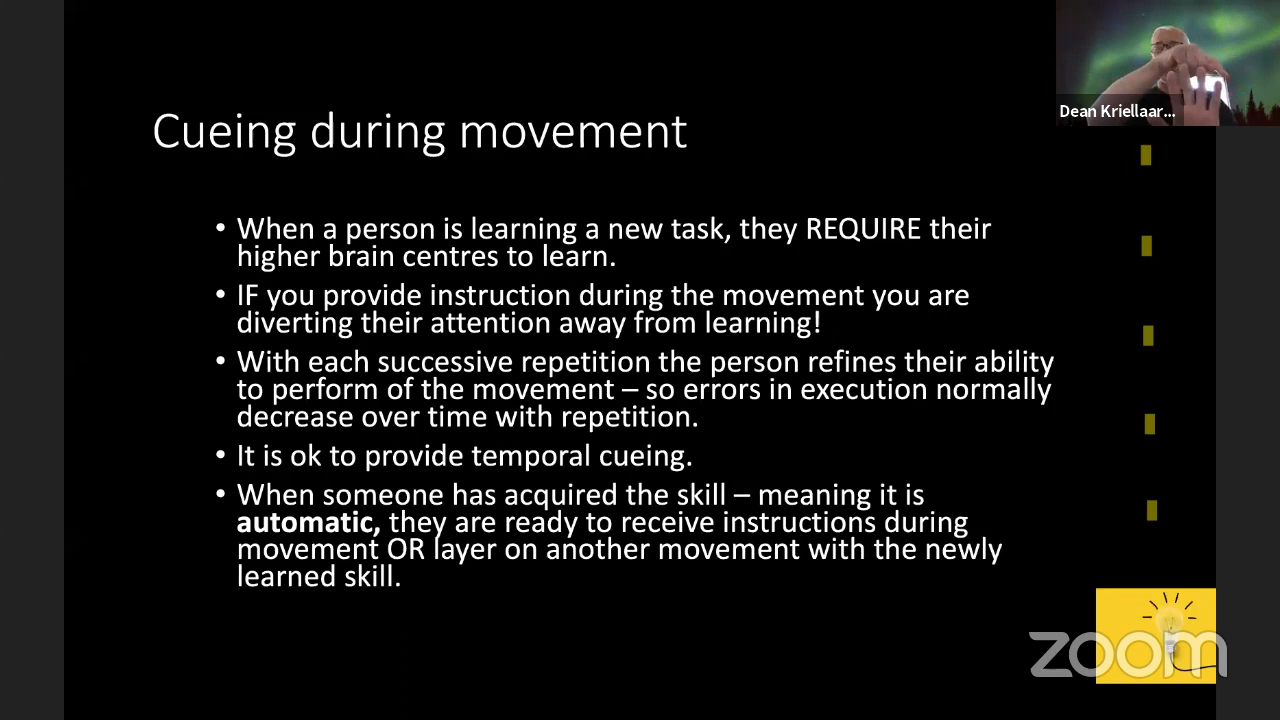 Dean Kriellaar...
Cueing during movement
• When a person is learning a new task, they REQUIRE their
higher brain centres to learn.
• IF you provide instruction during the movement you are
diverting their attention away from learning!
• With each successive repetition the person refines their ability
to perform of the movement – so errors in execution normally
decrease over time with repetition.
• It is ok to provide temporal cueing.
• When someone has acquired the skill – meaning it is
automatic, they are ready to receive instructions during
movement OR layer on another movement with the newly
learned skill.
zoom